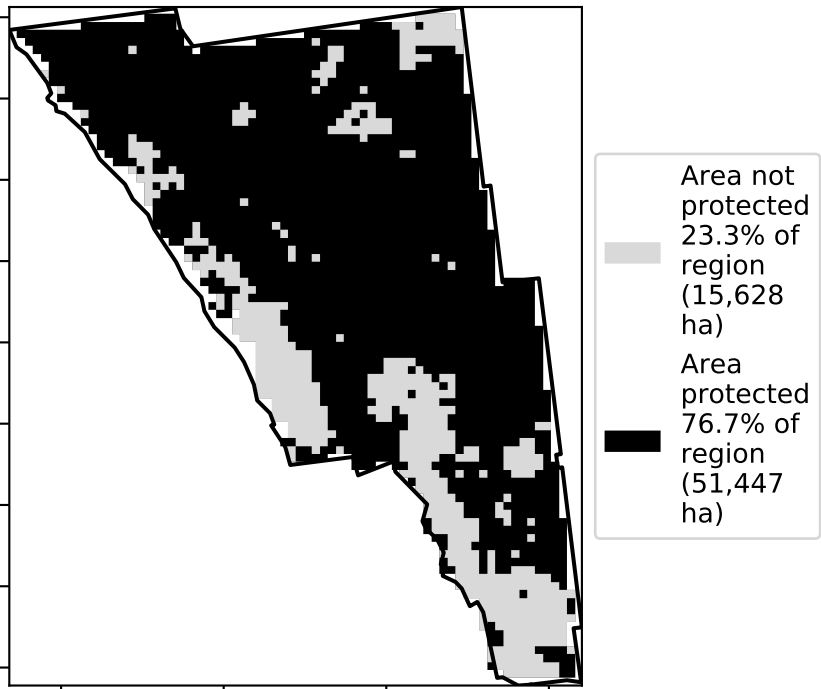 Area not
protected
23.3% of
region
(15,628
ha)
Area
protected
76.7% of
region
(51,447
ha)